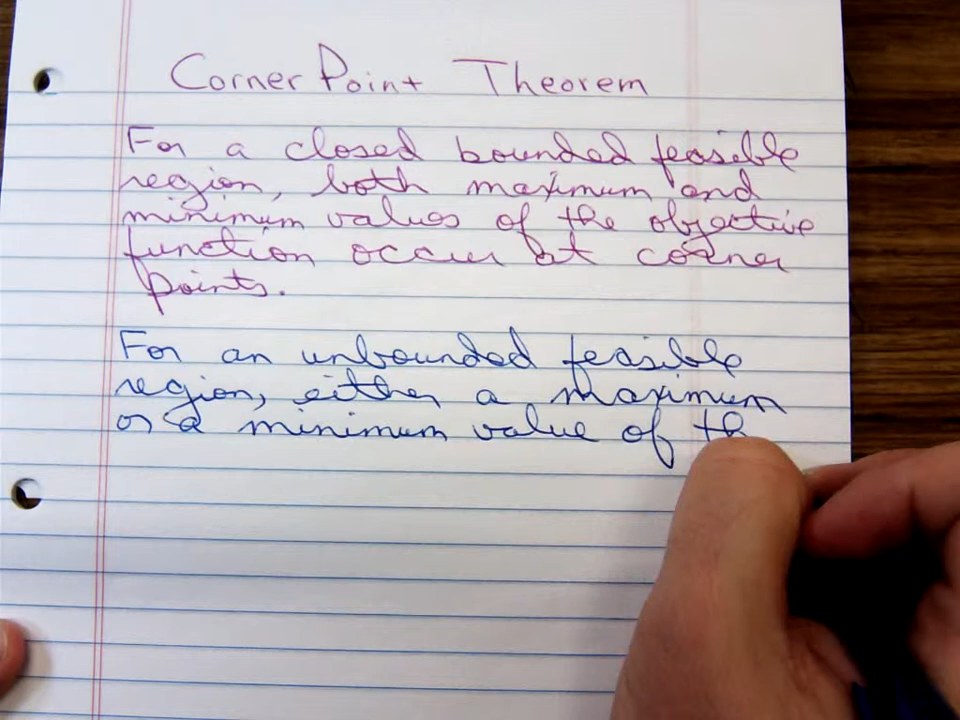 Corner Point Theorem
For a closed bounded feasible
region, both maximum and
minimum values of the objective
function occur at corner
points.
For an unbounded feasible
region, either a maximum
or a minimum value of th